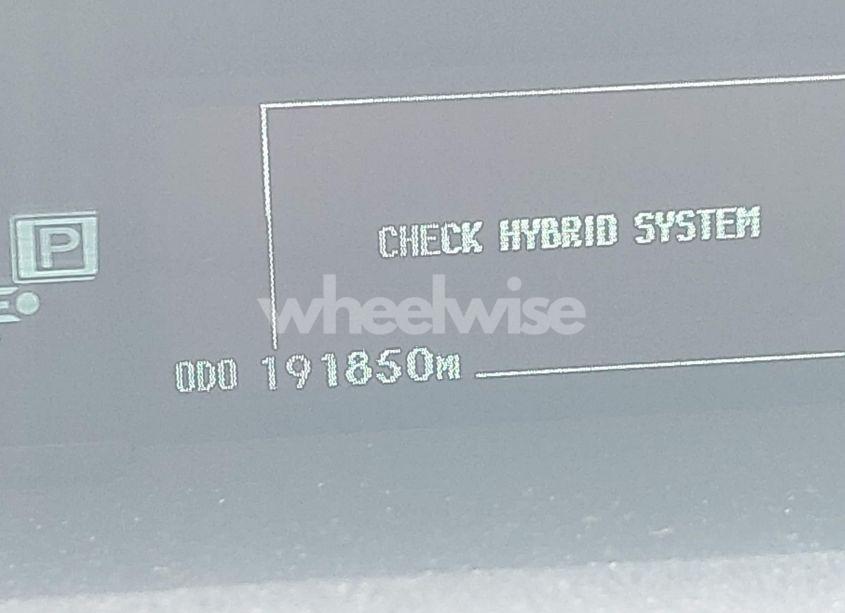 P
CHECK HYBRID SYSTEM
wheelwise
ODO 191850m